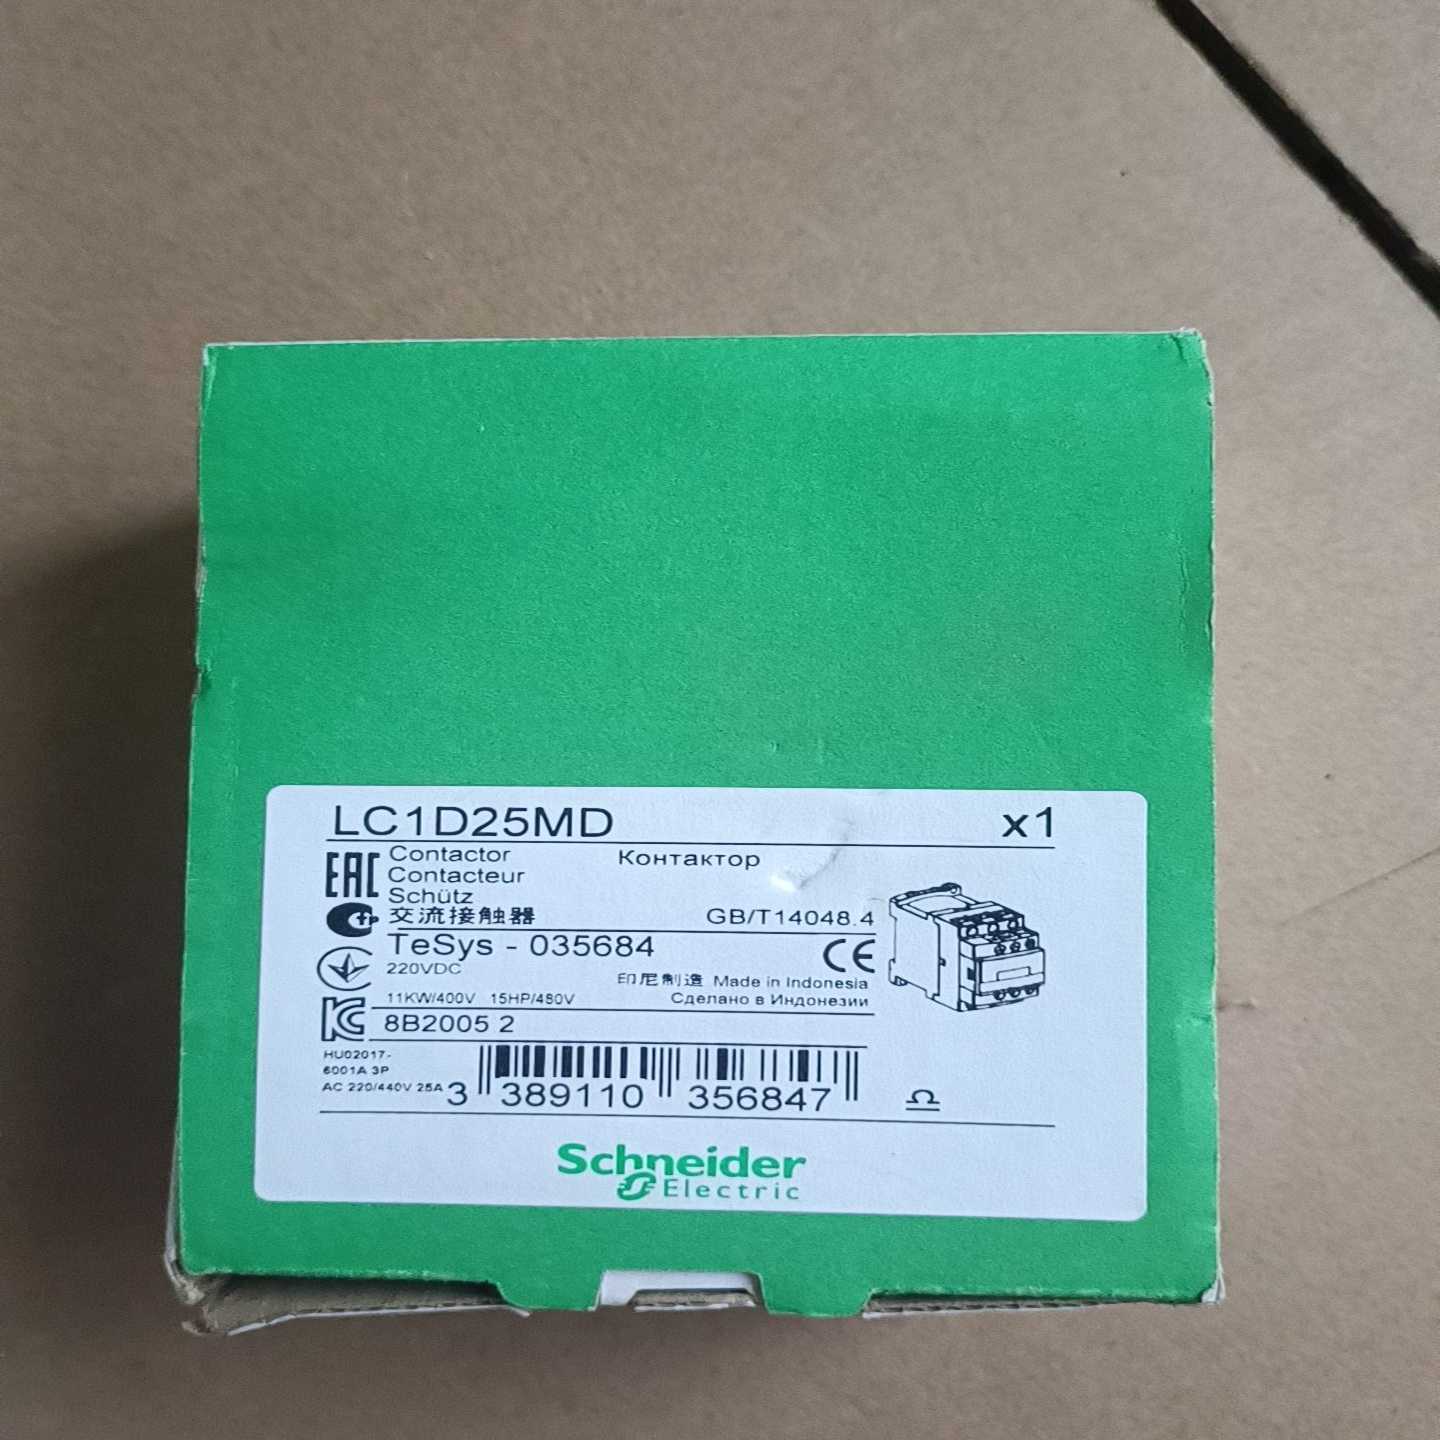 LC1D25MD x1
EAC Contactor Контактор
Contacteur
Schütz
交流接触器 GB/T14048.4
TeSys - 035684 CE
220VDC
印尼制造 Made in Indonesia
11KW/400V 15HP/480V Сделано в Индонезии
8B2005 2
HU02017-
6001A 3P
AC 220/440V 25A
3 389110 356847
Schneider
Electric